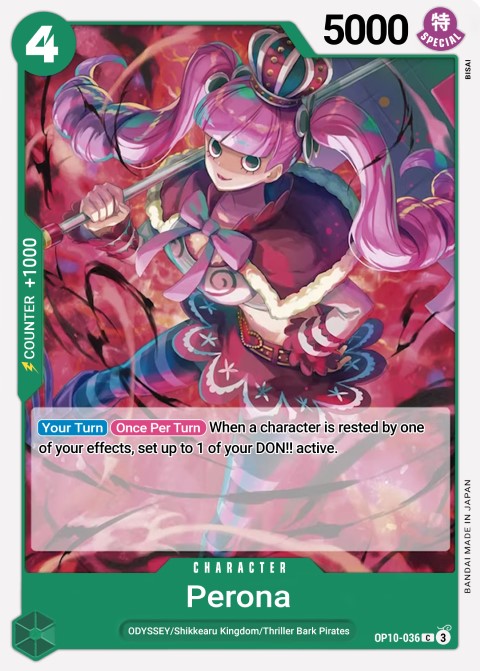 4
5000
特
SPECIAL
BISAI
COUNTER +1000
Your Turn Once Per Turn When a character is rested by one
of your effects, set up to 1 of your DON!! active.
BANDAI MADE IN JAPAN
CHARACTER
Perona
ODYSSEY/Shikkearu Kingdom/Thriller Bark Pirates
OP10-036 C 3